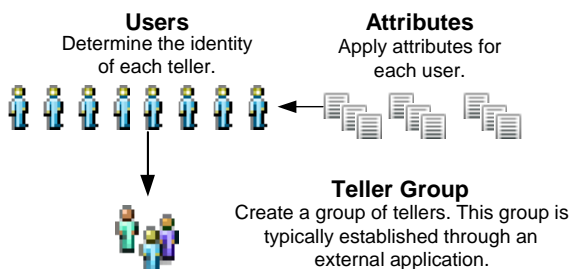 Users
Determine the identity
of each teller.
Attributes
Apply attributes for
each user.
Teller Group
Create a group of tellers. This group is
typically established through an
external application.